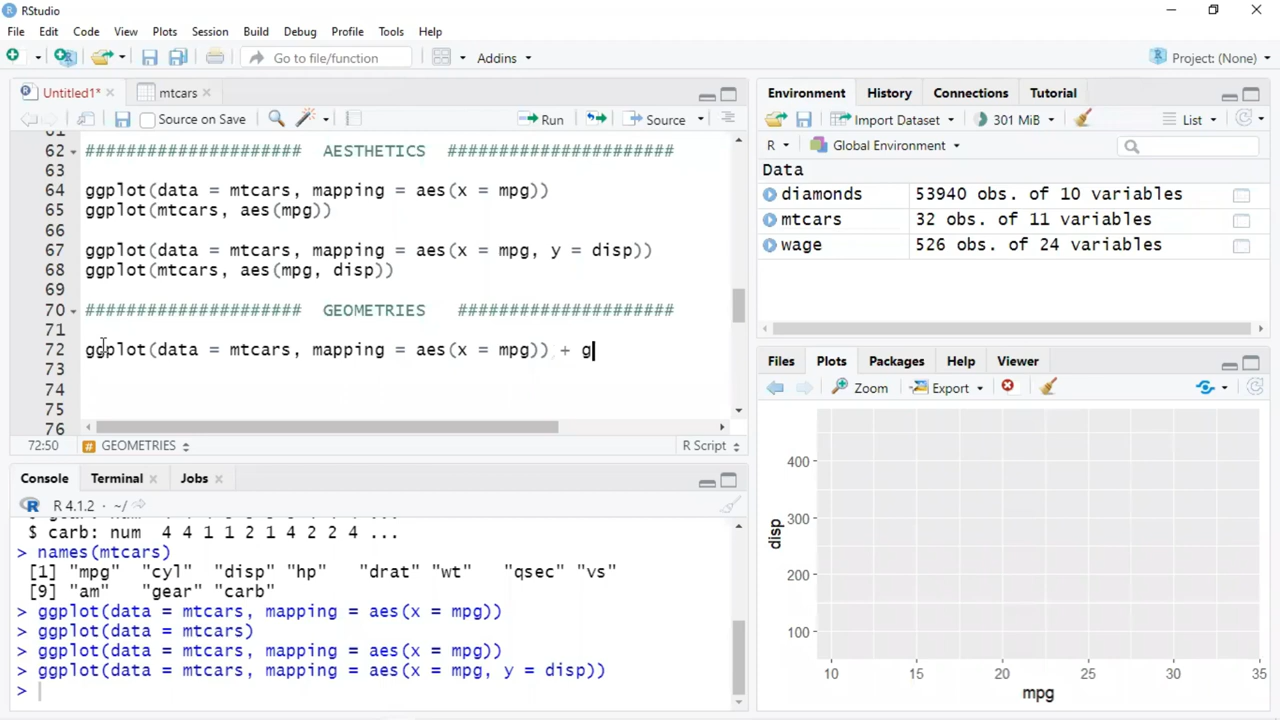 RStudio
File Edit Code View Plots Session Build Debug Profile Tools Help
Go to file/function Addins Project: (None)
Untitled1* mtcars
Source on Save Run Source
61
62 ##################### AESTHETICS ######################
63
64 ggplot(data = mtcars, mapping = aes(x = mpg))
65 ggplot(mtcars, aes(mpg))
66
67 ggplot(data = mtcars, mapping = aes(x = mpg, y = disp))
68 ggplot(mtcars, aes(mpg, disp))
69
70 ##################### GEOMETRIES #####################
71
72 ggplot(data = mtcars, mapping = aes(x = mpg)) + g
73
74
75
76
72:50 # GEOMETRIES R Script
Console Terminal Jobs
R 4.1.2 · ~/
$ carb: num 4 4 1 1 2 1 4 2 2 4 ...
> names(mtcars)
[1] "mpg" "cyl" "disp" "hp" "drat" "wt" "qsec" "vs"
[9] "am" "gear" "carb"
> ggplot(data = mtcars, mapping = aes(x = mpg))
> ggplot(data = mtcars)
> ggplot(data = mtcars, mapping = aes(x = mpg))
> ggplot(data = mtcars, mapping = aes(x = mpg, y = disp))
>
Environment History Connections Tutorial
Import Dataset 301 MiB List
R Global Environment
Data
diamonds 53940 obs. of 10 variables
mtcars 32 obs. of 11 variables
wage 526 obs. of 24 variables
Files Plots Packages Help Viewer
Zoom Export
400
300
200
100
disp
10 15 20 25 30 35
mpg